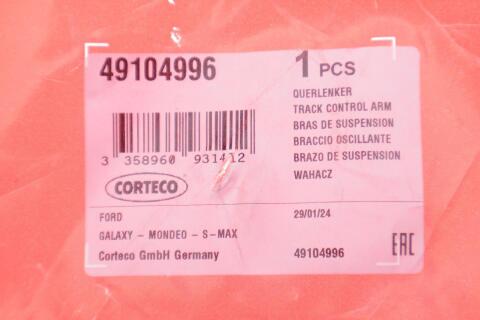 49104996
1 PCS
QUERLENKER
TRACK CONTROL ARM
BRAS DE SUSPENSION
BRACCIO OSCILLANTE
BRAZO DE SUSPENSION
WAHACZ
3 358960 931412
CORTECO
FORD
29/01/24
GALAXY - MONDEO - S-MAX
Corteco GmbH Germany
49104996
EAC